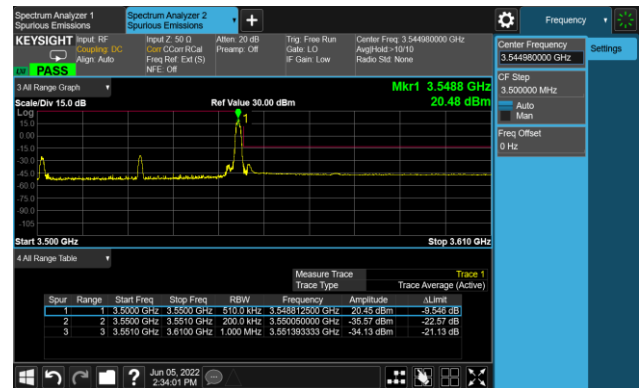 Spectrum Analyzer 1
Spurious Emissions
Spectrum Analyzer 2
Spurious Emissions
Frequency
KEYSIGHT
Input: RF
Coupling: DC
Align: Auto
Input Z: 50 Ω
Corr CCorr RCal
Freq Ref: Ext (S)
NFE: Off
Atten: 20 dB
Preamp: Off
Trig: Free Run
Gate: LO
IF Gain: Low
Center Freq: 3.544980000 GHz
Avg|Hold:>10/10
Radio Std: None
PASS
Center Frequency
3.544980000 GHz
Settings
CF Step
3.500000 MHz
Auto
Man
Freq Offset
0 Hz
3 All Range Graph
Mkr1 3.5488 GHz
Scale/Div 15.0 dB
Ref Value 30.00 dBm
20.48 dBm
Log
15.0
0.00
-15.0
-30.0
-45.0
-60.0
-75.0
-90.0
-105
1
Start 3.500 GHz
Stop 3.610 GHz
4 All Range Table
Measure Trace Trace 1
Trace Type Trace Average (Active)
Spur Range Start Freq Stop Freq RBW Frequency Amplitude ΔLimit
1 1 3.5000 GHz 3.5500 GHz 510.0 kHz 3.548812500 GHz 20.45 dBm -9.546 dB
2 2 3.5500 GHz 3.5510 GHz 200.0 kHz 3.550050000 GHz -35.57 dBm -22.57 dB
3 3 3.5510 GHz 3.6100 GHz 1.000 MHz 3.551393333 GHz -34.13 dBm -21.13 dB
Jun 05, 2022
2:34:01 PM